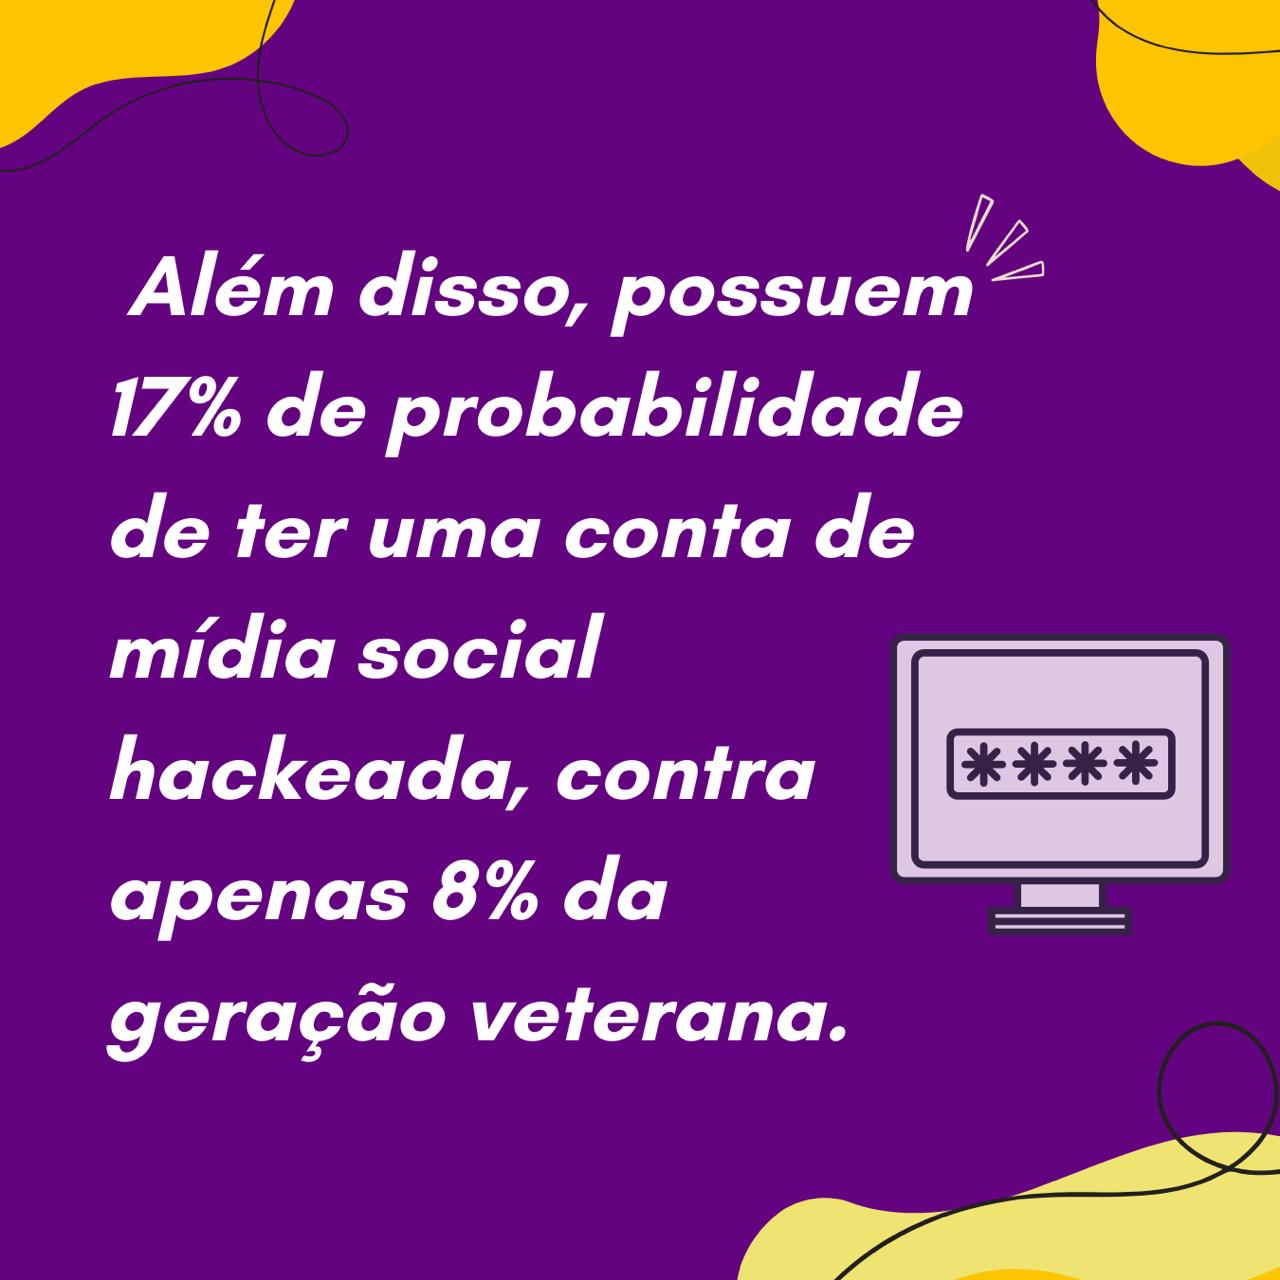 Além disso, possuem
17% de probabilidade
de ter uma conta de
mídia social
hackeada, contra
apenas 8% da
geração veterana.